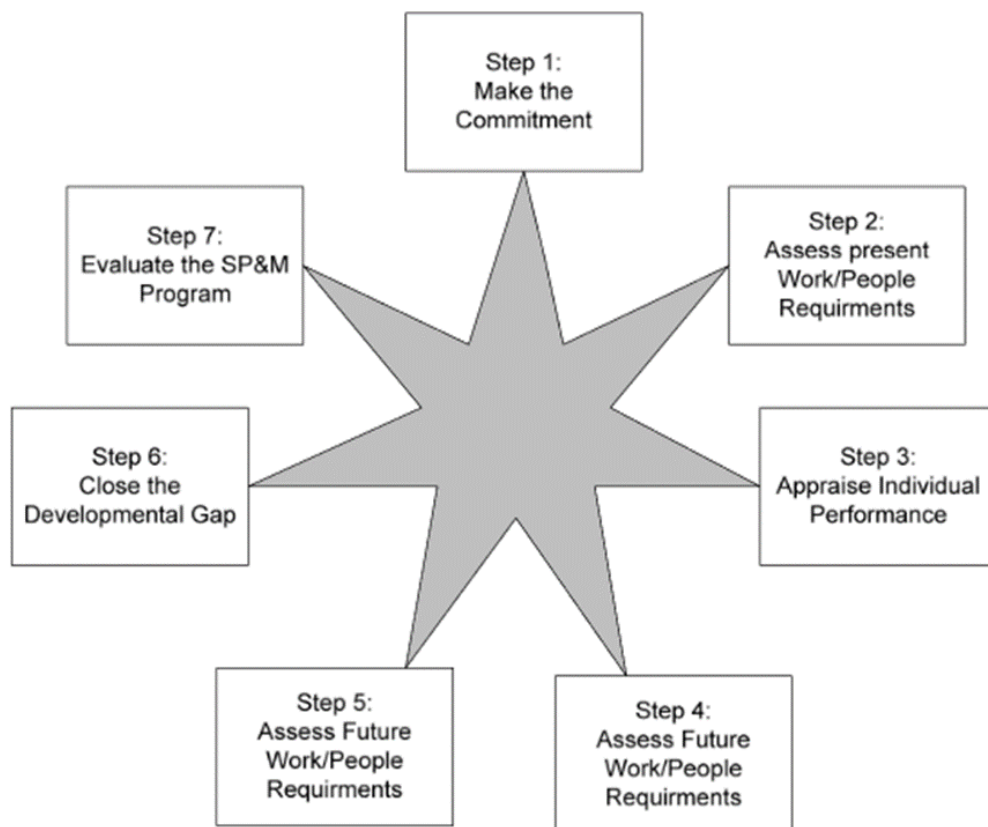 Step 1:
Make the
Commitment
Step 2:
Assess present
Work/People
Requirments
Step 3:
Appraise Individual
Performance
Step 4:
Assess Future
Work/People
Requirments
Step 5:
Assess Future
Work/People
Requirments
Step 6:
Close the
Developmental Gap
Step 7:
Evaluate the SP&M
Program